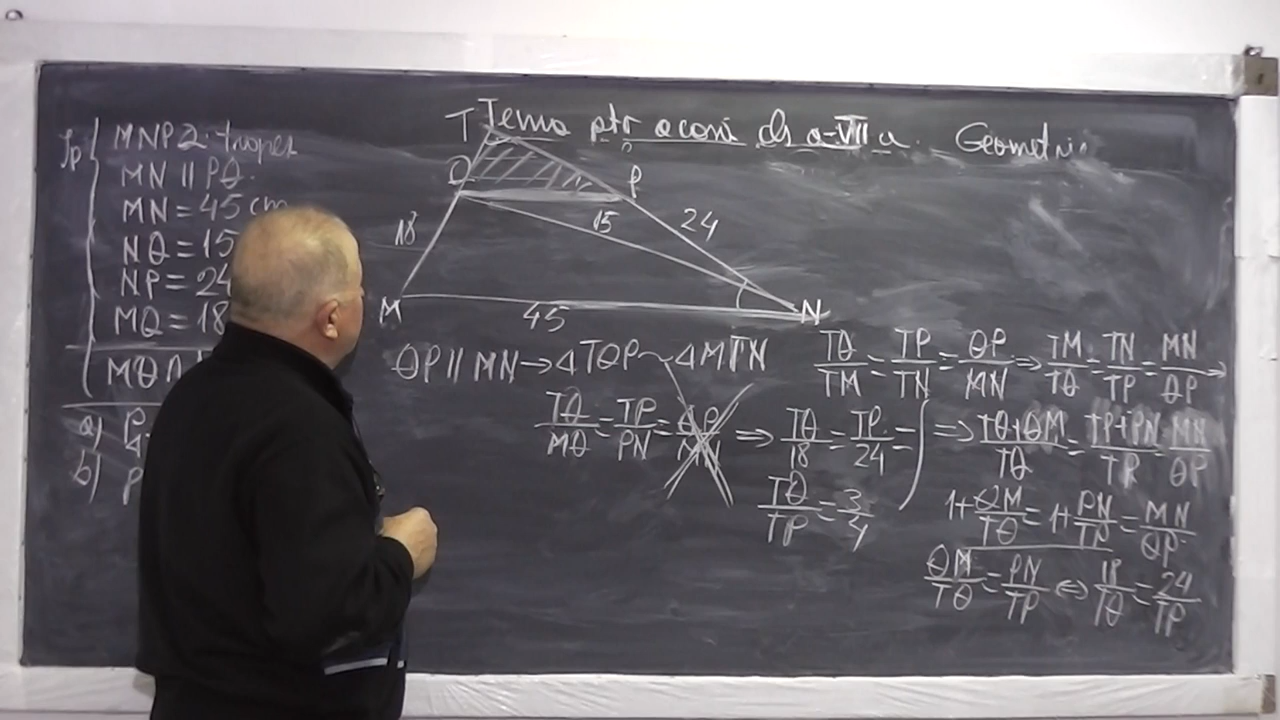 Tema ptr acasă cls a-VII a. Geometrie
Ip
MNPQ trapez
MN || PQ.
MN = 45 cm
NQ = 15
NP = 24
MQ = 18
MQ ∩
a) P
b) P
T
Q
P
18
15
24
M
45
N
QP || MN → ΔTQP ~ ΔMTN
TQ/TM = TP/TN = QP/MN ⇒ TM/TQ = TN/TP = MN/QP →
TQ/MQ = TP/PN = QP/MN ⇒ TQ/18 = TP/24 =
⇒ TQ+QM/TQ = TP+PN/TP = MN/QP
TQ/TP = 3/4
1+QM/TQ = 1+PN/TP = MN/QP
QM/TQ = PN/TP ⇔ 18/TQ = 24/TP